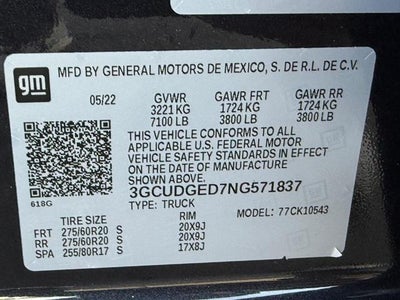 gm
MFD BY GENERAL MOTORS DE MEXICO, S. DE R.L. DE C.V.
05/22 GVWR GAWR FRT GAWR RR
3221 KG 1724 KG 1724 KG
7100 LB 3800 LB 3800 LB
THIS VEHICLE CONFORMS TO ALL
APPLICABLE U.S. FEDERAL MOTOR
VEHICLE SAFETY STANDARDS IN EFFECT
ON THE DATE OF MANUFACTURE
SHOWN ABOVE.
3GCUDGED7NG571837
618G TYPE: TRUCK MODEL: 77CK10543
TIRE SIZE RIM
FRT 275/60R20 S 20X9J
RR 275/60R20 S 20X9J
SPA 255/80R17 S 17X8J